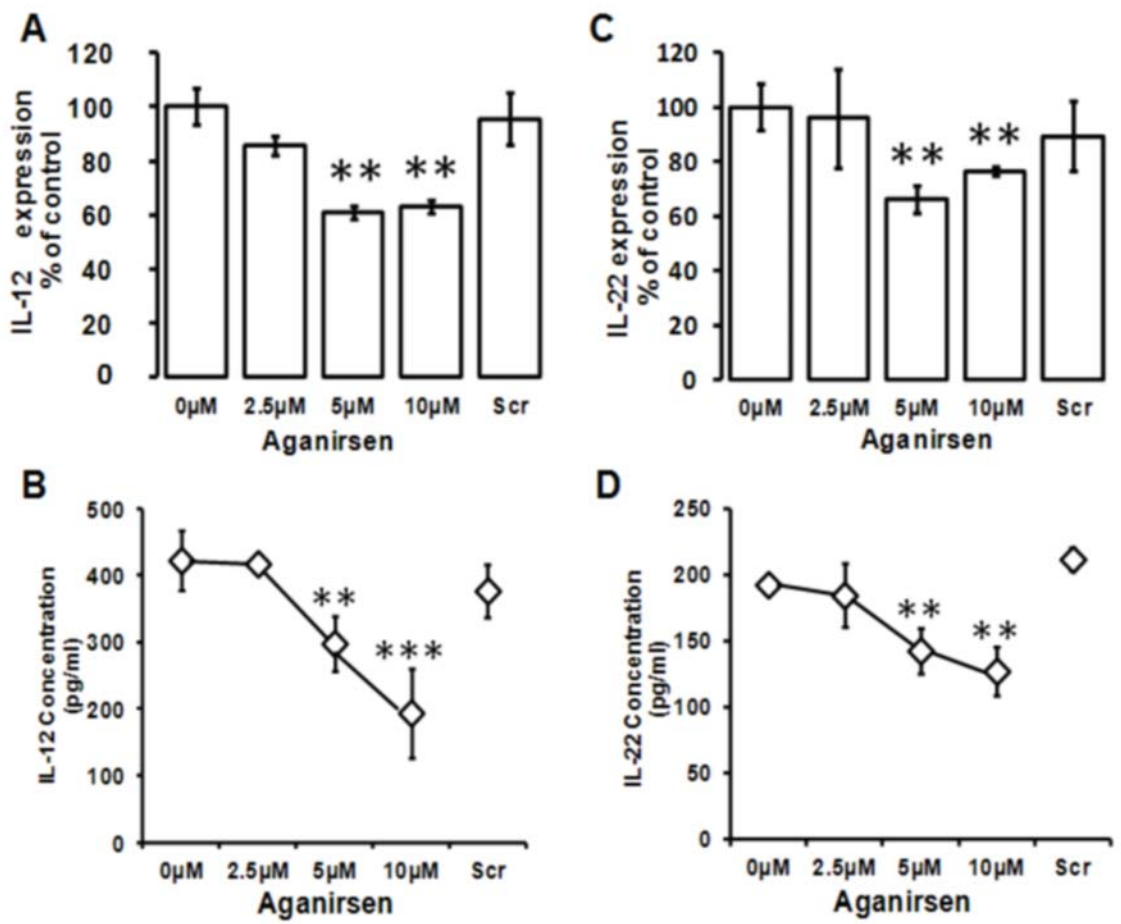 A
IL-12 expression
% of control
120
100
80
60
40
20
0
** **
0µM 2.5µM 5µM 10µM Scr
Aganirsen
C
IL-22 expression
% of control
120
100
80
60
40
20
0
** **
0µM 2.5µM 5µM 10µM Scr
Aganirsen
B
IL-12 Concentration
(pg/ml)
500
400
300
200
100
0
**
***
0µM 2.5µM 5µM 10µM Scr
Aganirsen
D
IL-22 Concentration
(pg/ml)
250
200
150
100
50
0
**
**
0µM 2.5µM 5µM 10µM Scr
Aganirsen